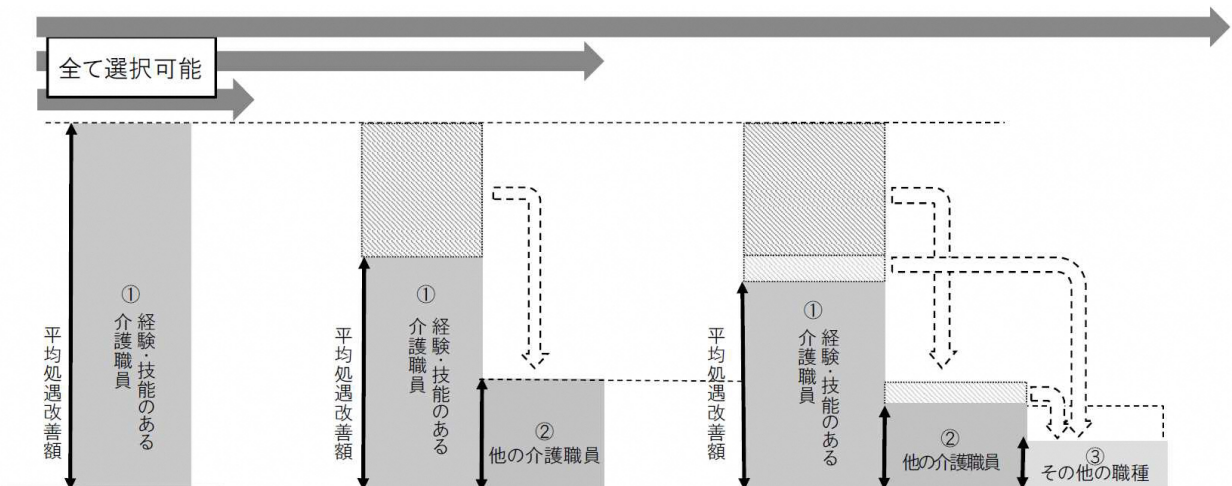 全て選択可能
平均処遇改善額
①
経験・技能のある
介護職員
平均処遇改善額
①
経験・技能のある
介護職員
②
他の介護職員
平均処遇改善額
①
経験・技能のある
介護職員
②
他の介護職員
③
その他の職種